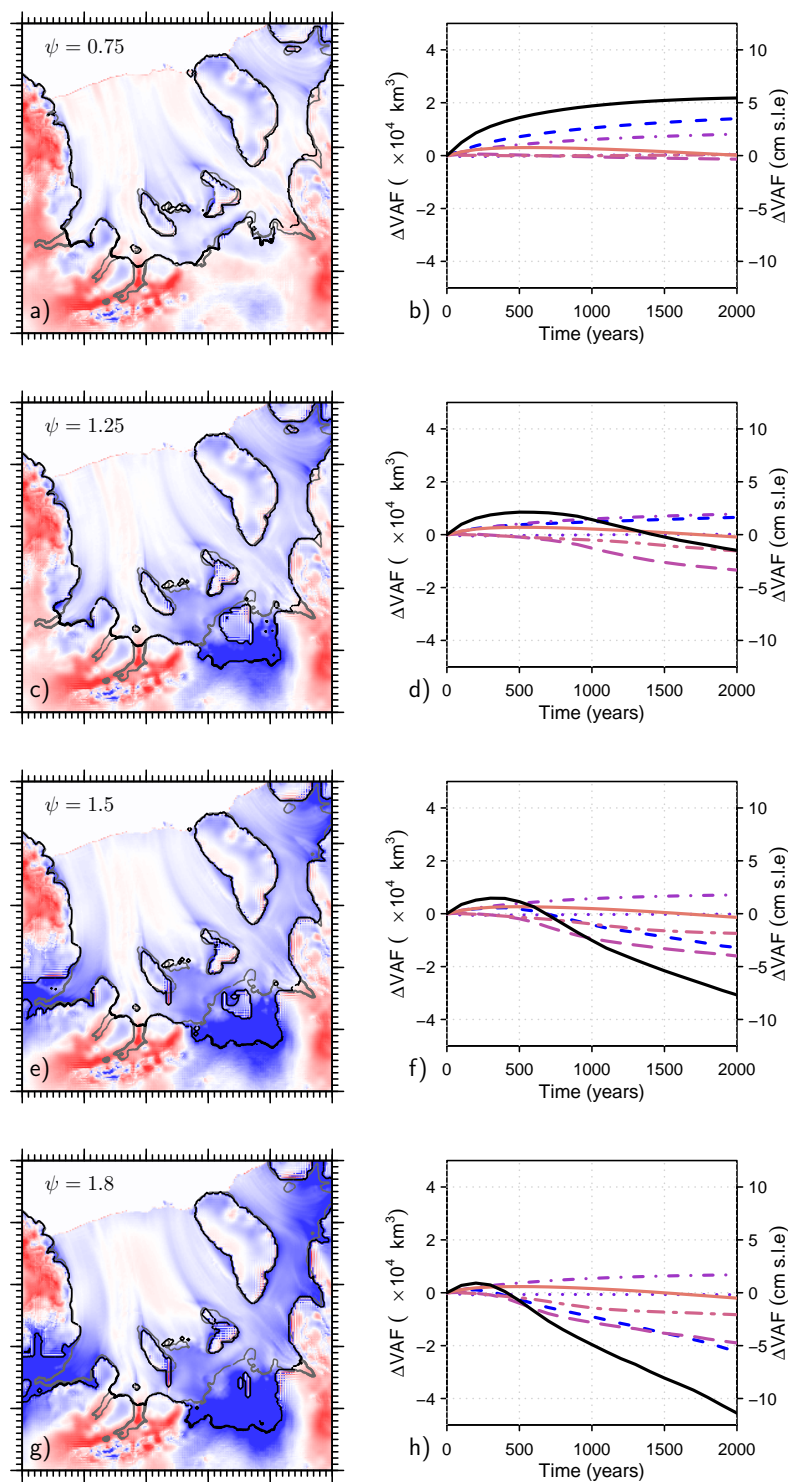 ψ = 0.75
a)
4
2
0
−2
−4
ΔVAF ( ×10⁴ km³)
10
5
0
−5
−10
ΔVAF (cm s.l.e)
b)
0 500 1000 1500 2000
Time (years)
ψ = 1.25
c)
4
2
0
−2
−4
ΔVAF ( ×10⁴ km³)
10
5
0
−5
−10
ΔVAF (cm s.l.e)
d)
0 500 1000 1500 2000
Time (years)
ψ = 1.5
e)
4
2
0
−2
−4
ΔVAF ( ×10⁴ km³)
10
5
0
−5
−10
ΔVAF (cm s.l.e)
f)
0 500 1000 1500 2000
Time (years)
ψ = 1.8
g)
4
2
0
−2
−4
ΔVAF ( ×10⁴ km³)
10
5
0
−5
−10
ΔVAF (cm s.l.e)
h)
0 500 1000 1500 2000
Time (years)